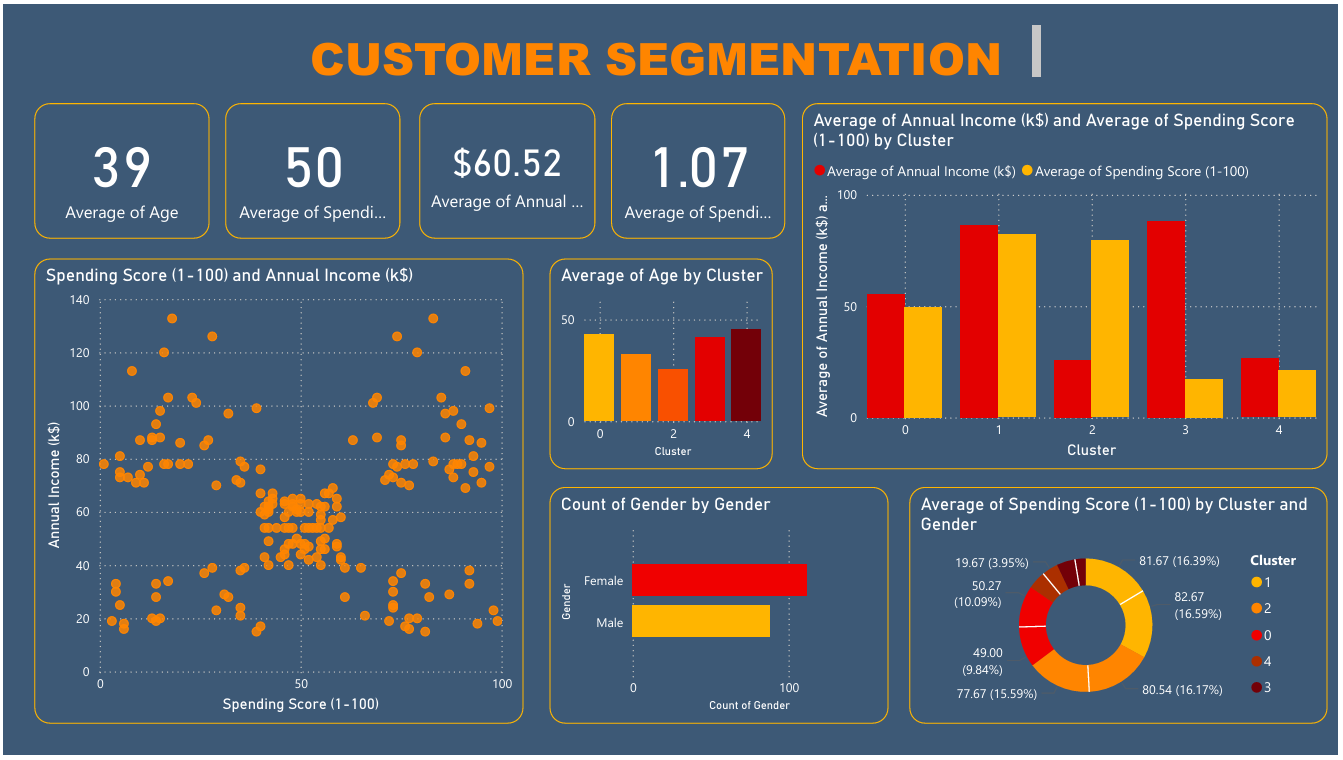 CUSTOMER SEGMENTATION
39
Average of Age
50
Average of Spendi...
$60.52
Average of Annual ...
1.07
Average of Spendi...
Average of Annual Income (k$) and Average of Spending Score
(1-100) by Cluster
Average of Annual Income (k$)
Average of Spending Score (1-100)
Average of Annual Income (k$) a...
100
50
0
0
1
2
3
4
Cluster
Spending Score (1-100) and Annual Income (k$)
Annual Income (k$)
140
120
100
80
60
40
20
0
0
50
100
Spending Score (1-100)
Average of Age by Cluster
50
0
0
2
4
Cluster
Count of Gender by Gender
Gender
Female
Male
0
100
Count of Gender
Average of Spending Score (1-100) by Cluster and
Gender
19.67 (3.95%)
50.27
(10.09%)
49.00
(9.84%)
77.67 (15.59%)
81.67 (16.39%)
82.67
(16.59%)
80.54 (16.17%)
Cluster
1
2
0
4
3